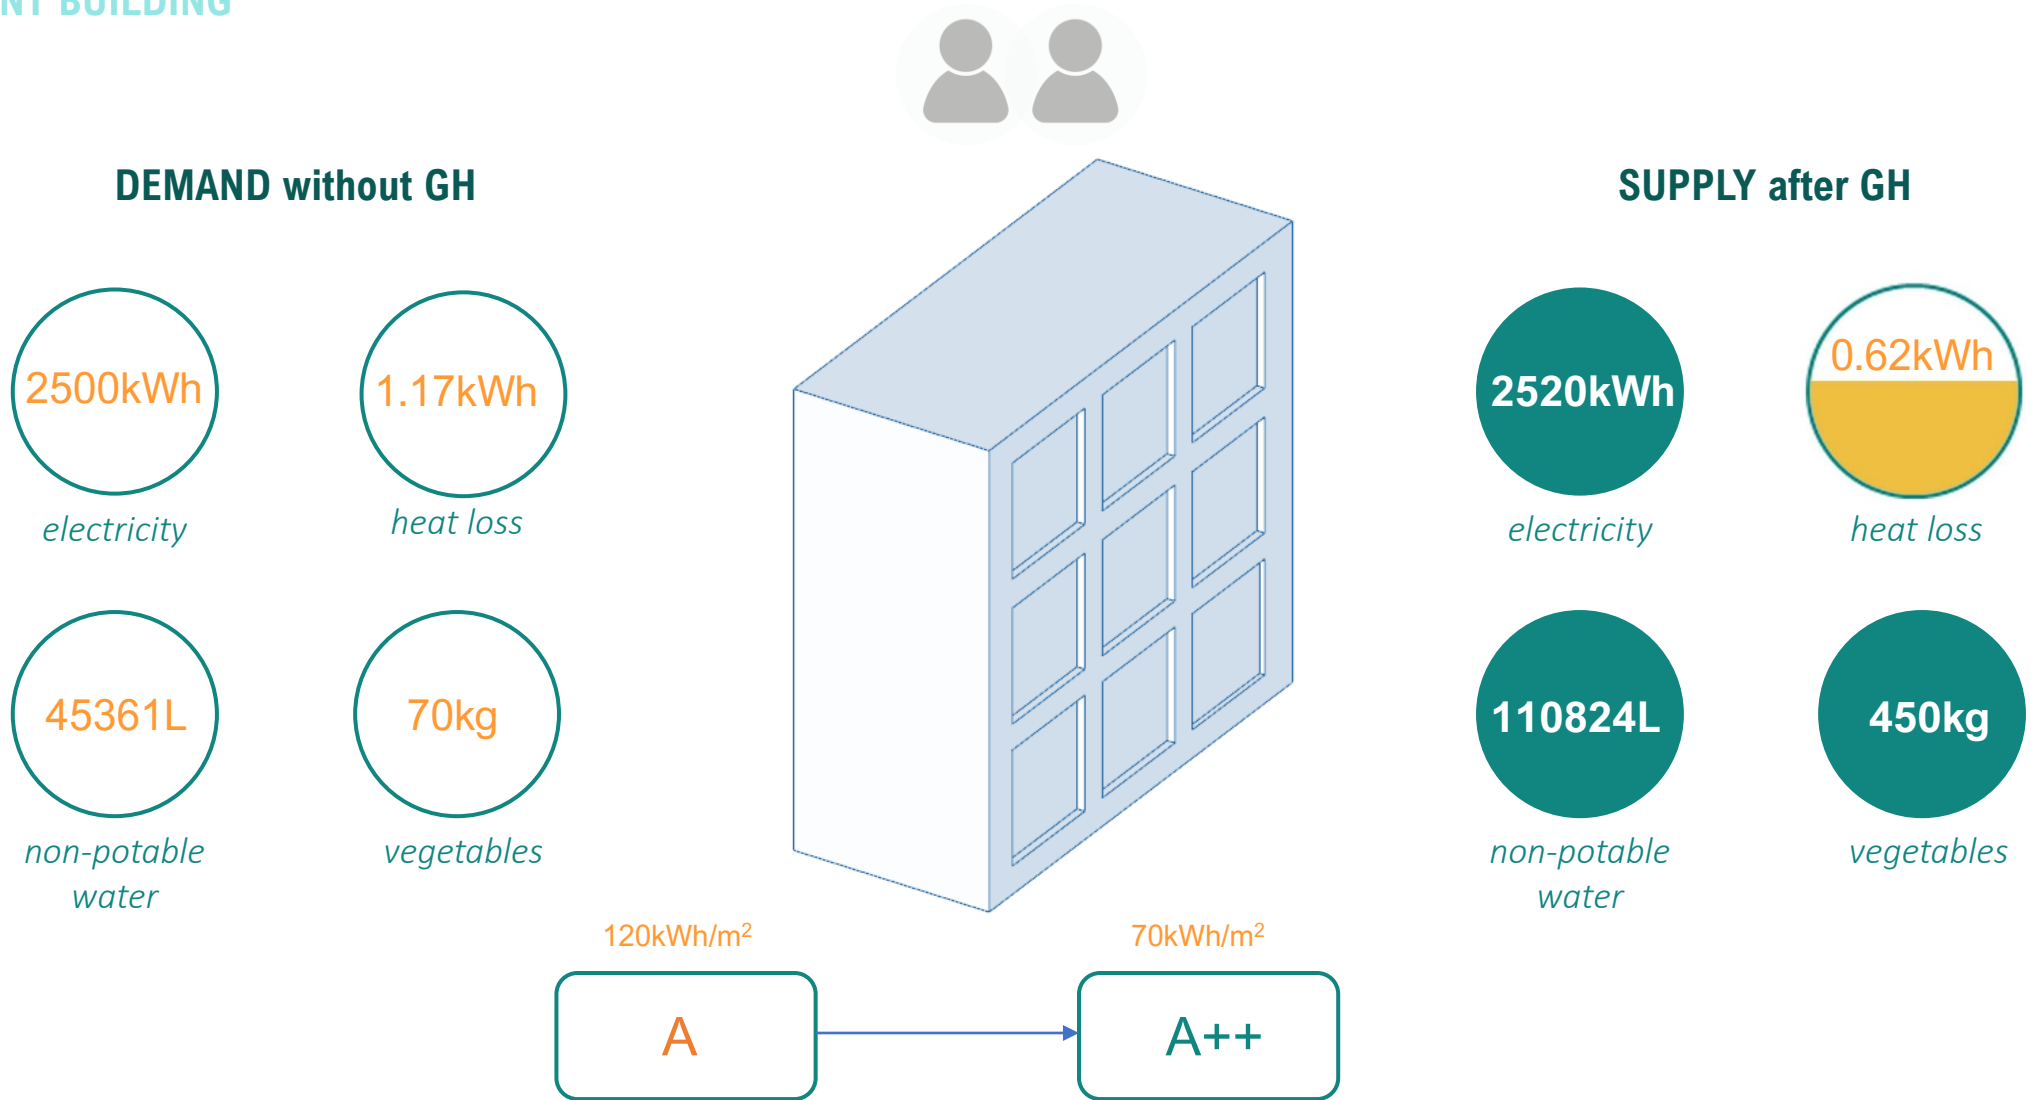 BUILDING
DEMAND without GH
SUPPLY after GH
2500kWh
electricity
1.17kWh
heat loss
45361L
non-potable
water
70kg
vegetables
2520kWh
electricity
0.62kWh
heat loss
110824L
non-potable
water
450kg
vegetables
120kWh/m²
70kWh/m²
A
A++